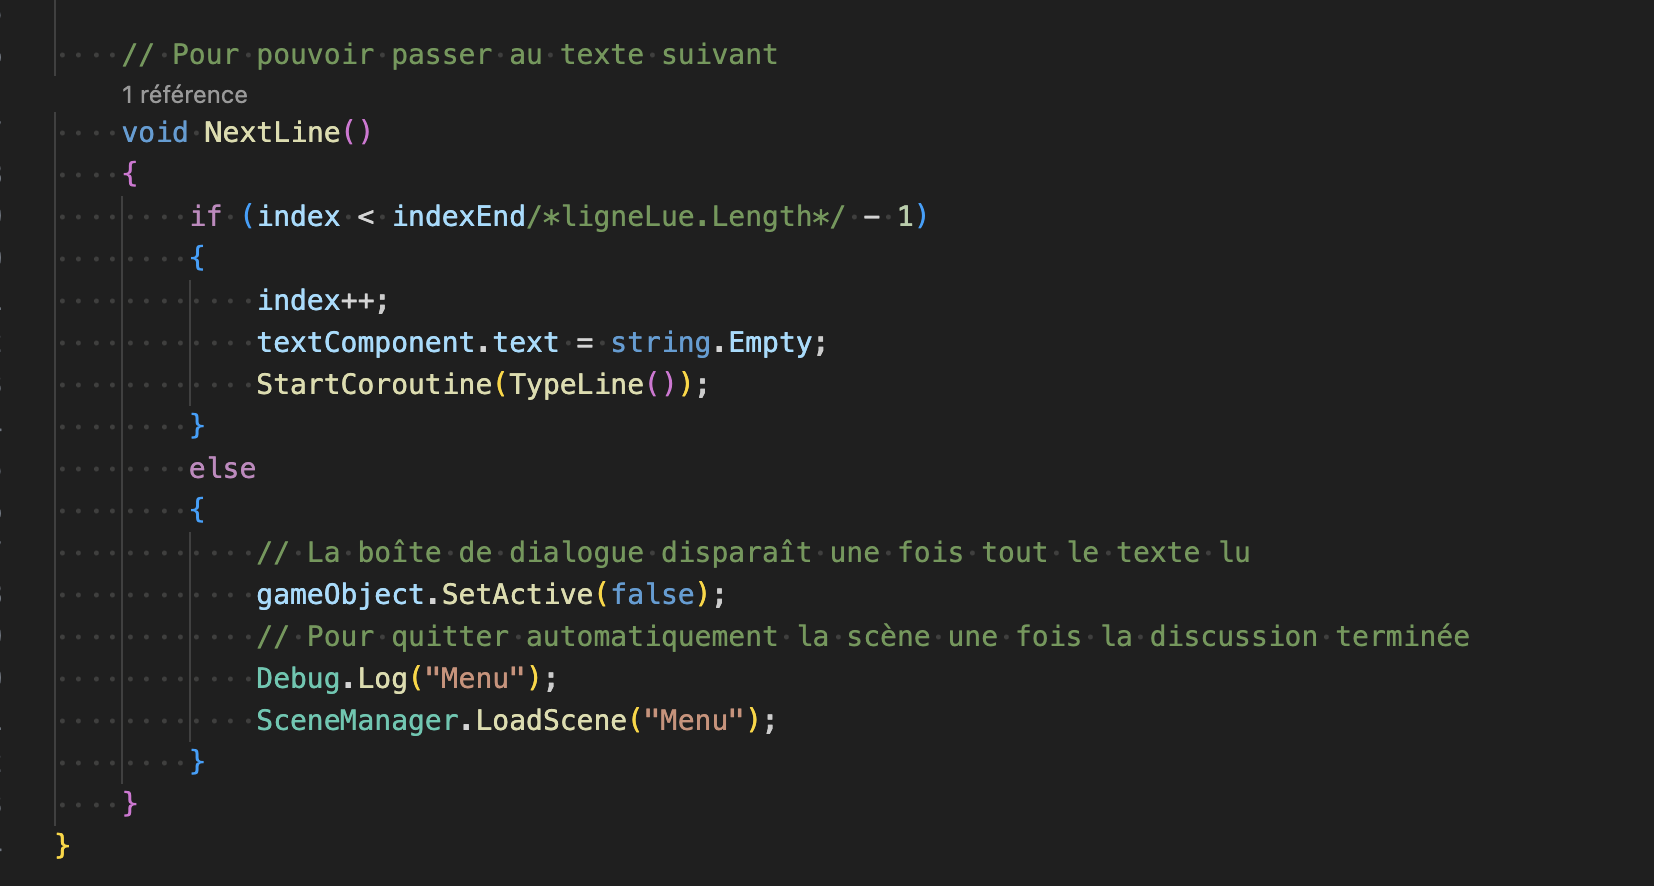 // Pour pouvoir passer au texte suivant
1 référence
void NextLine()
{
if (index < indexEnd/*ligneLue.Length*/ - 1)
{
index++;
textComponent.text = string.Empty;
StartCoroutine(TypeLine());
}
else
{
// La boîte de dialogue disparaît une fois tout le texte lu
gameObject.SetActive(false);
// Pour quitter automatiquement la scène une fois la discussion terminée
Debug.Log("Menu");
SceneManager.LoadScene("Menu");
}
}
}